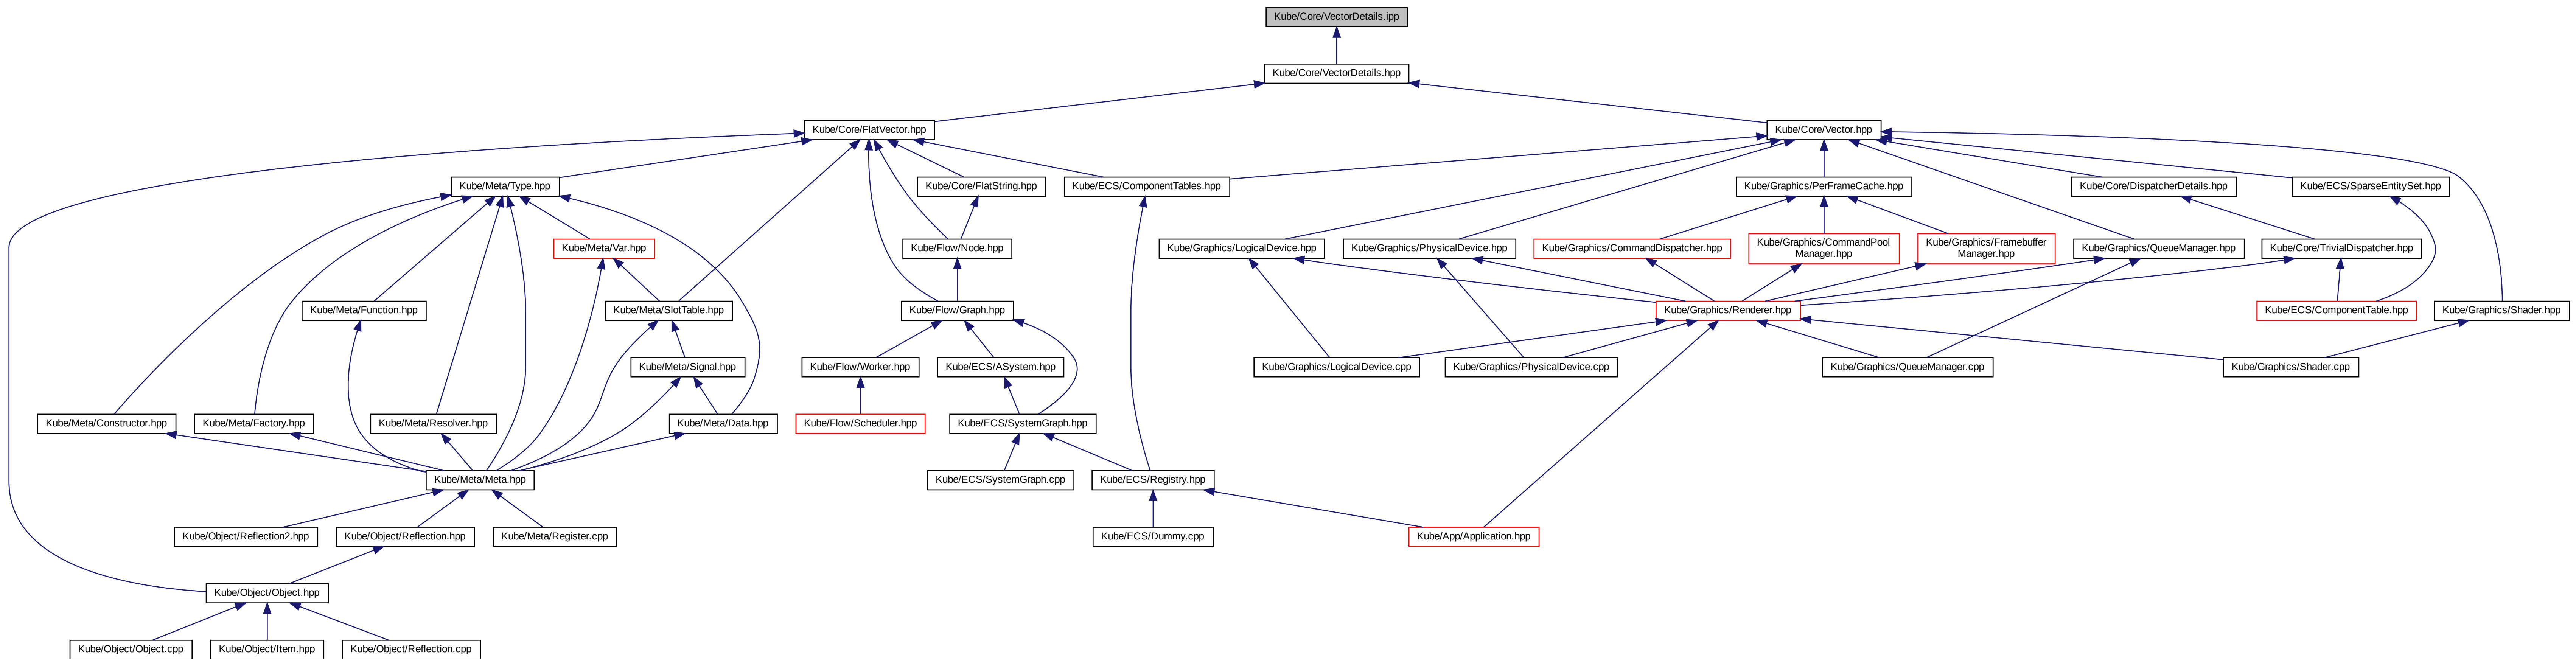 Kube/Core/VectorDetails.ipp
Kube/Core/VectorDetails.hpp
Kube/Core/FlatVector.hpp
Kube/Core/Vector.hpp
Kube/Meta/Type.hpp
Kube/Core/FlatString.hpp
Kube/ECS/ComponentTables.hpp
Kube/Graphics/PerFrameCache.hpp
Kube/Core/DispatcherDetails.hpp
Kube/ECS/SparseEntitySet.hpp
Kube/Meta/Var.hpp
Kube/Flow/Node.hpp
Kube/Graphics/LogicalDevice.hpp
Kube/Graphics/PhysicalDevice.hpp
Kube/Graphics/CommandDispatcher.hpp
Kube/Graphics/CommandPool
Manager.hpp
Kube/Graphics/Framebuffer
Manager.hpp
Kube/Graphics/QueueManager.hpp
Kube/Core/TrivialDispatcher.hpp
Kube/Meta/Function.hpp
Kube/Meta/SlotTable.hpp
Kube/Flow/Graph.hpp
Kube/Graphics/Renderer.hpp
Kube/ECS/ComponentTable.hpp
Kube/Graphics/Shader.hpp
Kube/Meta/Signal.hpp
Kube/Flow/Worker.hpp
Kube/ECS/ASystem.hpp
Kube/Graphics/LogicalDevice.cpp
Kube/Graphics/PhysicalDevice.cpp
Kube/Graphics/QueueManager.cpp
Kube/Graphics/Shader.cpp
Kube/Meta/Constructor.hpp
Kube/Meta/Factory.hpp
Kube/Meta/Resolver.hpp
Kube/Meta/Data.hpp
Kube/Flow/Scheduler.hpp
Kube/ECS/SystemGraph.hpp
Kube/Meta/Meta.hpp
Kube/ECS/SystemGraph.cpp
Kube/ECS/Registry.hpp
Kube/Object/Reflection2.hpp
Kube/Object/Reflection.hpp
Kube/Meta/Register.cpp
Kube/ECS/Dummy.cpp
Kube/App/Application.hpp
Kube/Object/Object.hpp
Kube/Object/Object.cpp
Kube/Object/Item.hpp
Kube/Object/Reflection.cpp